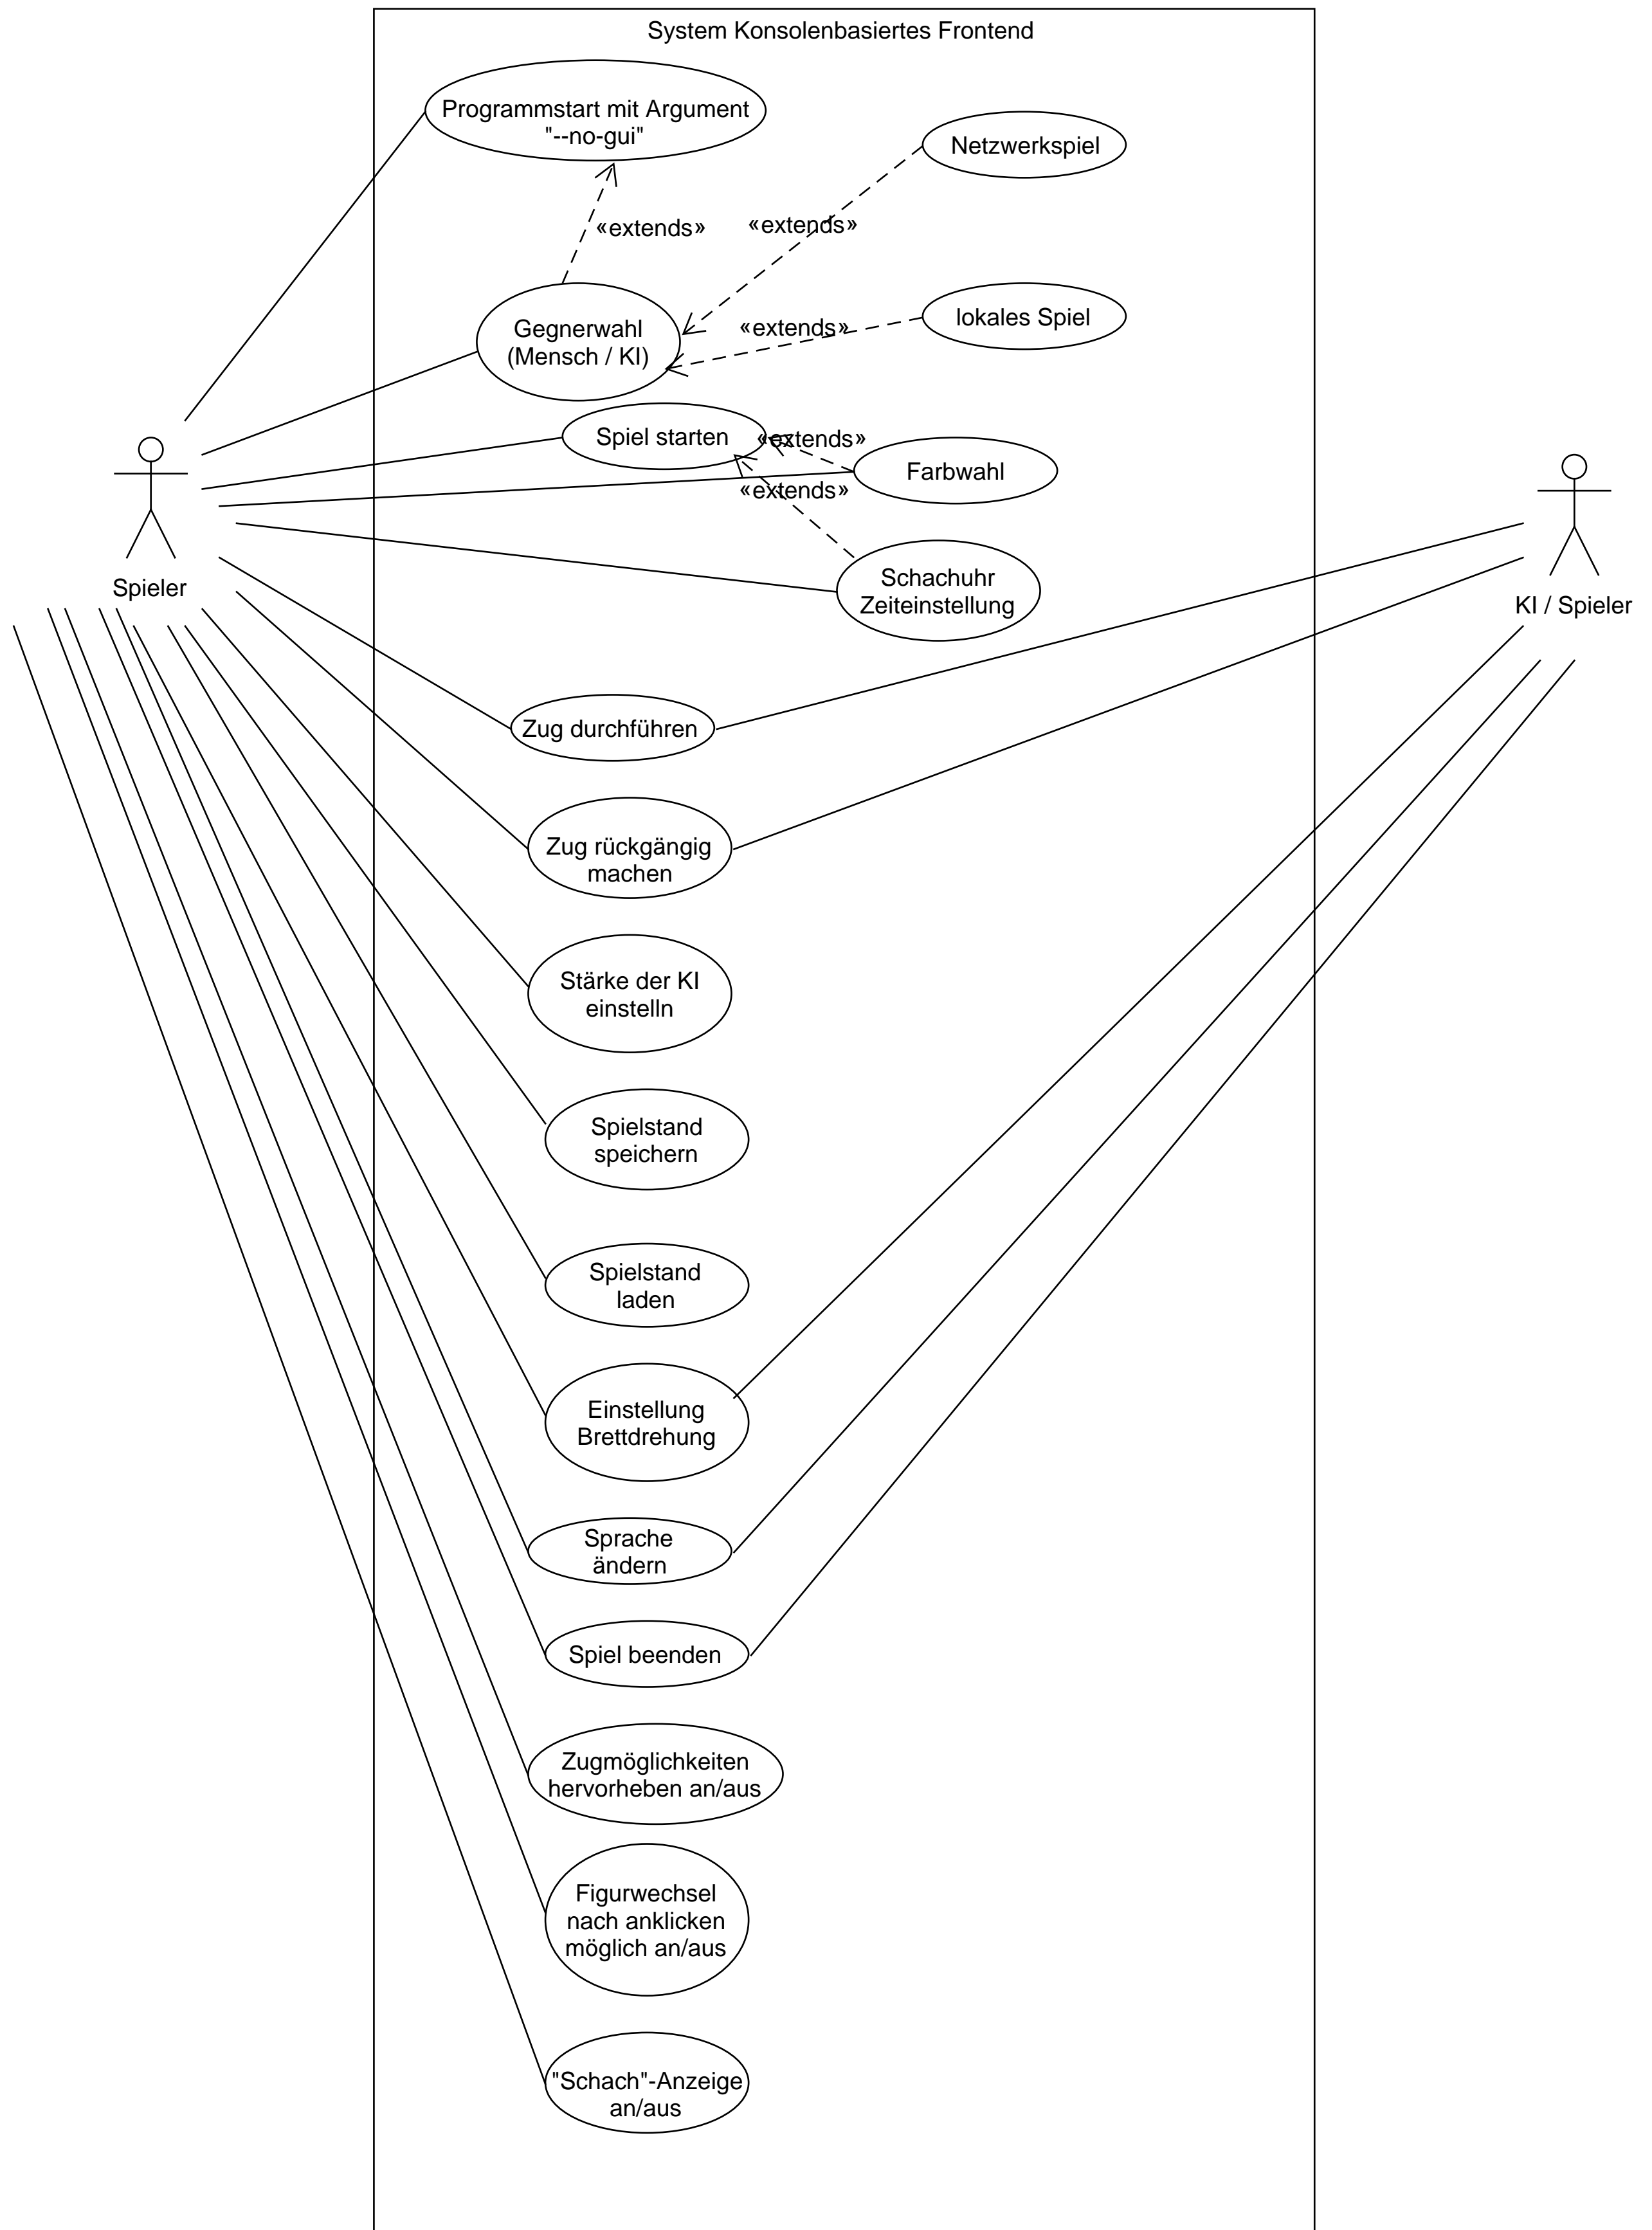 System Konsolenbasiertes Frontend
Programmstart mit Argument
"--no-gui"
Netzwerkspiel
«extends»
«extends»
Gegnerwahl
(Mensch / KI)
«extends»
lokales Spiel
Spiel starten
«extends»
Farbwahl
«extends»
Schachuhr
Zeiteinstellung
Spieler
KI / Spieler
Zug durchführen
Zug rückgängig
machen
Stärke der KI
einstelln
Spielstand
speichern
Spielstand
laden
Einstellung
Brettdrehung
Sprache
ändern
Spiel beenden
Zugmöglichkeiten
hervorheben an/aus
Figurwechsel
nach anklicken
möglich an/aus
"Schach"-Anzeige
an/aus